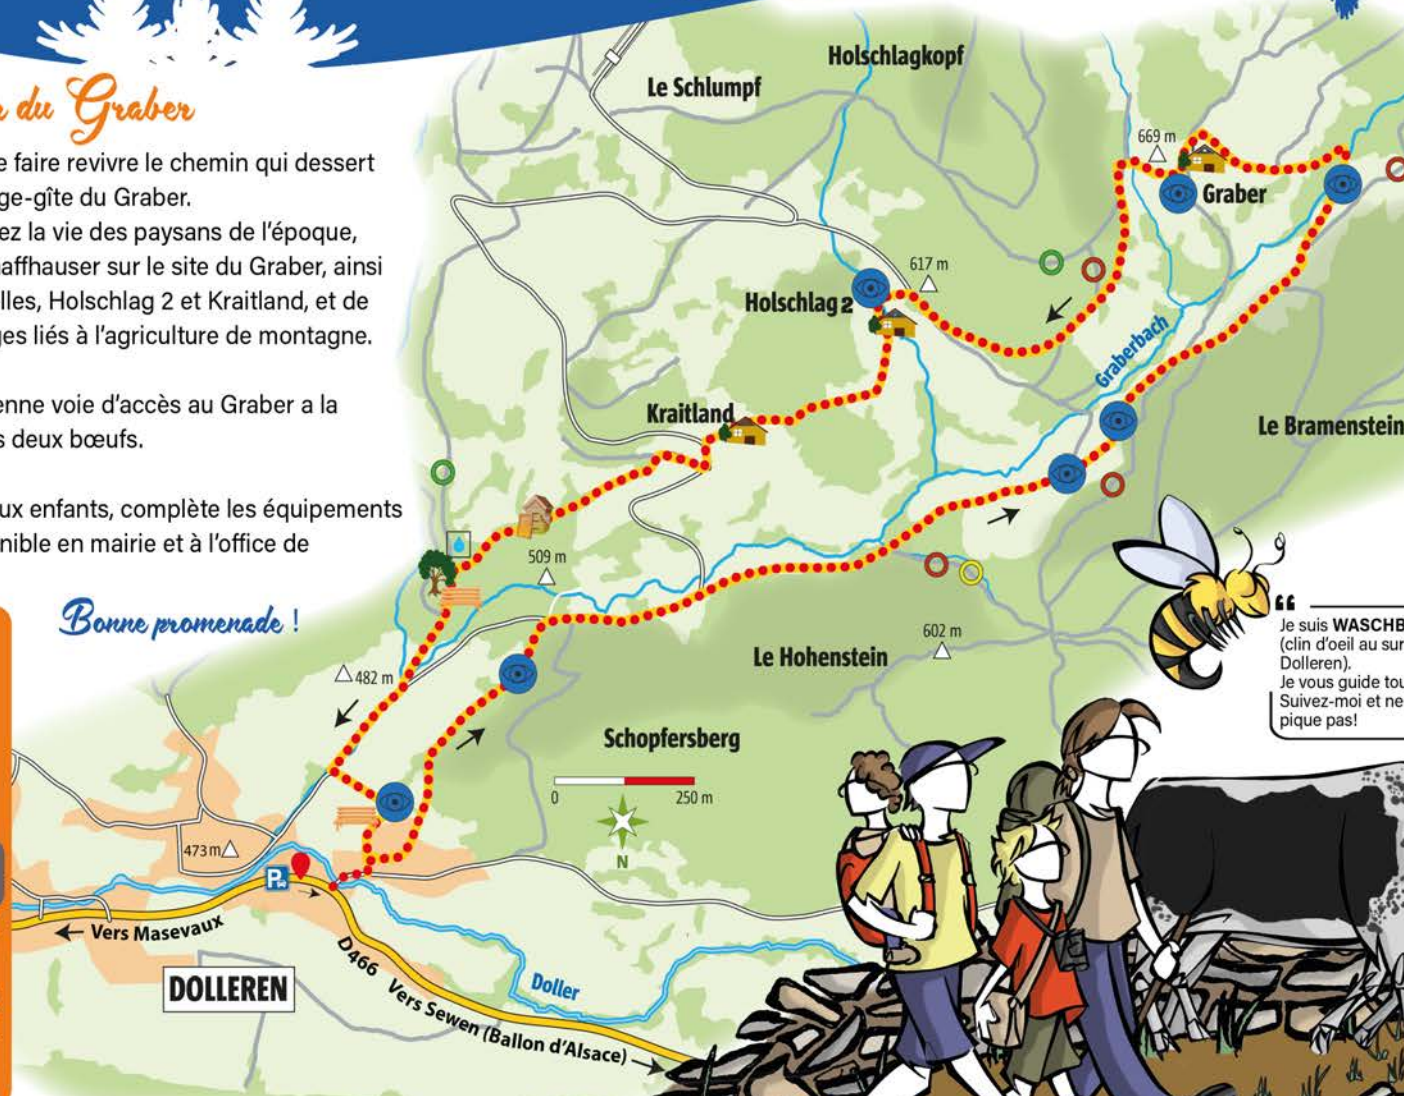 du Graber
e faire revivre le chemin qui dessert
ge-gîte du Graber.
ez la vie des paysans de l'époque,
affhauser sur le site du Graber, ainsi
lles, Holschlag 2 et Kraitland, et de
ges liés à l'agriculture de montagne.
enne voie d'accès au Graber a la
s deux bœufs.
ux enfants, complète les équipements
nible en mairie et à l'office de
Bonne promenade !
Holschlagkopf
Le Schlumpf
669 m
Graber
617 m
Holschlag 2
Graberbach
Kraitland
Le Bramenstein
509 m
602 m
Le Hohenstein
482 m
Schopfersberg
0 250 m
N
473 m
P
Vers Masevaux
DOLLEREN
D466
Vers Sewen (Ballon d'Alsace)
Doller
“
Je suis WASCHB
(clin d'oeil au sur
Dolleren).
Je vous guide tou
Suivez-moi et ne
pique pas!